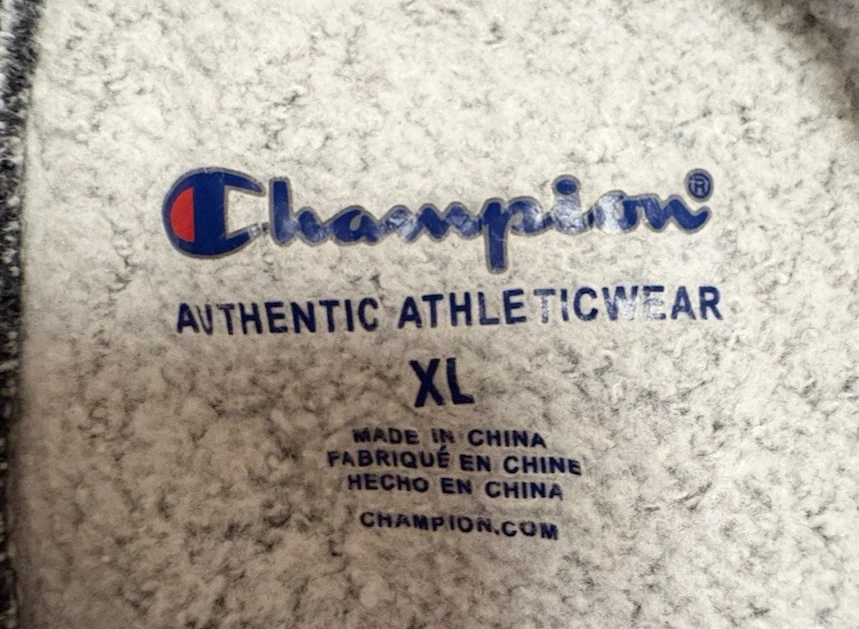 Champion®
AUTHENTIC ATHLETICWEAR
XL
MADE IN CHINA
FABRIQUÉ EN CHINE
HECHO EN CHINA
CHAMPION.COM